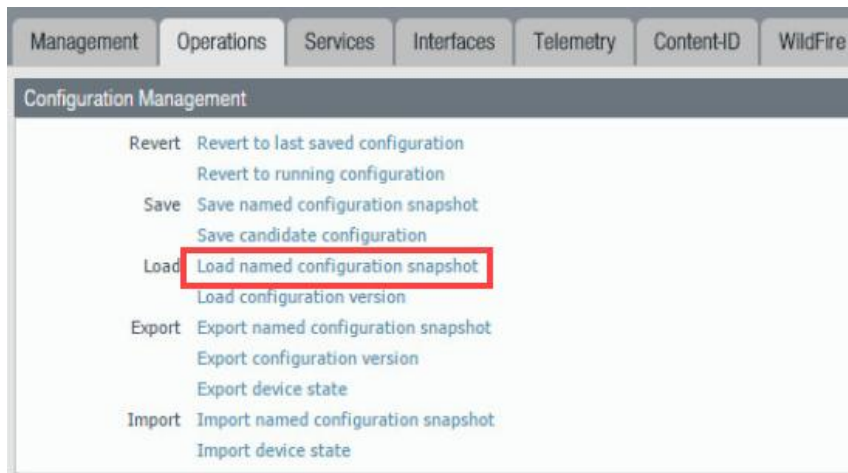 Management Operations Services Interfaces Telemetry Content-ID WildFire
Configuration Management
Revert Revert to last saved configuration
Revert to running configuration
Save Save named configuration snapshot
Save candidate configuration
Load Load named configuration snapshot
Load configuration version
Export Export named configuration snapshot
Export configuration version
Export device state
Import Import named configuration snapshot
Import device state